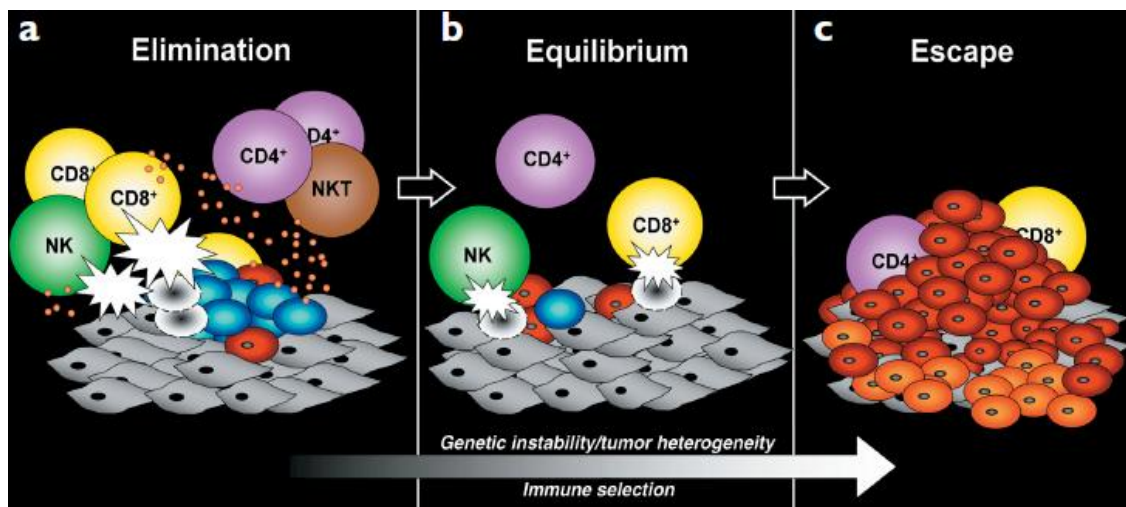 a
Elimination
CD8⁺
CD8⁺
NK
CD4⁺
D4⁺
NKT
b
Equilibrium
CD4⁺
NK
CD8⁺
c
Escape
CD4⁺
CD8⁺
Genetic instability/tumor heterogeneity
Immune selection